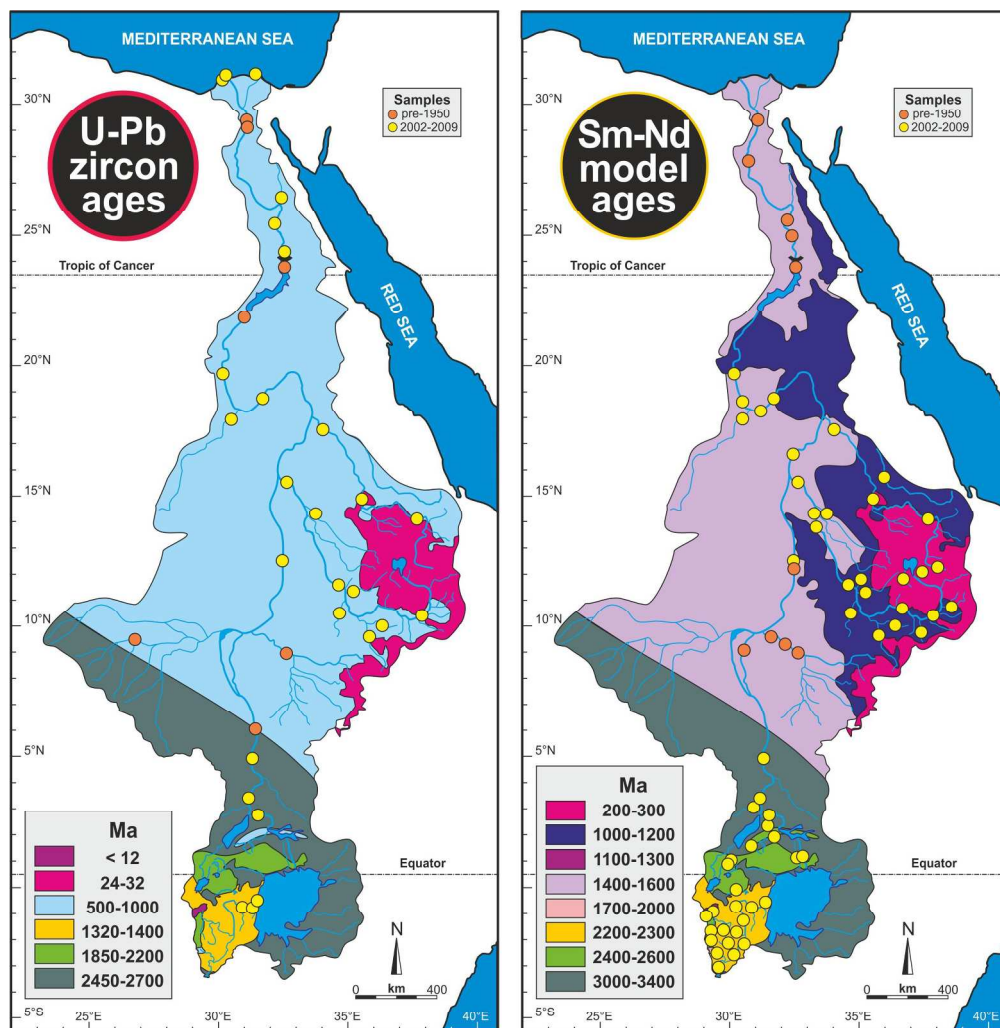 MEDITERRANEAN SEA
30°N
U-Pb
zircon
ages
Samples
pre-1950
2002-2009
25°N
Tropic of Cancer
RED SEA
20°N
15°N
10°N
5°N
Ma
< 12
24-32
500-1000
1320-1400
1850-2200
2450-2700
Equator
N
0 km 400
5°S
25°E
30°E
35°E
40°E
MEDITERRANEAN SEA
30°N
Sm-Nd
model
ages
Samples
pre-1950
2002-2009
25°N
Tropic of Cancer
RED SEA
20°N
15°N
10°N
5°N
Ma
200-300
1000-1200
1100-1300
1400-1600
1700-2000
2200-2300
2400-2600
3000-3400
Equator
N
0 km 400
5°S
25°E
30°E
35°E
40°E